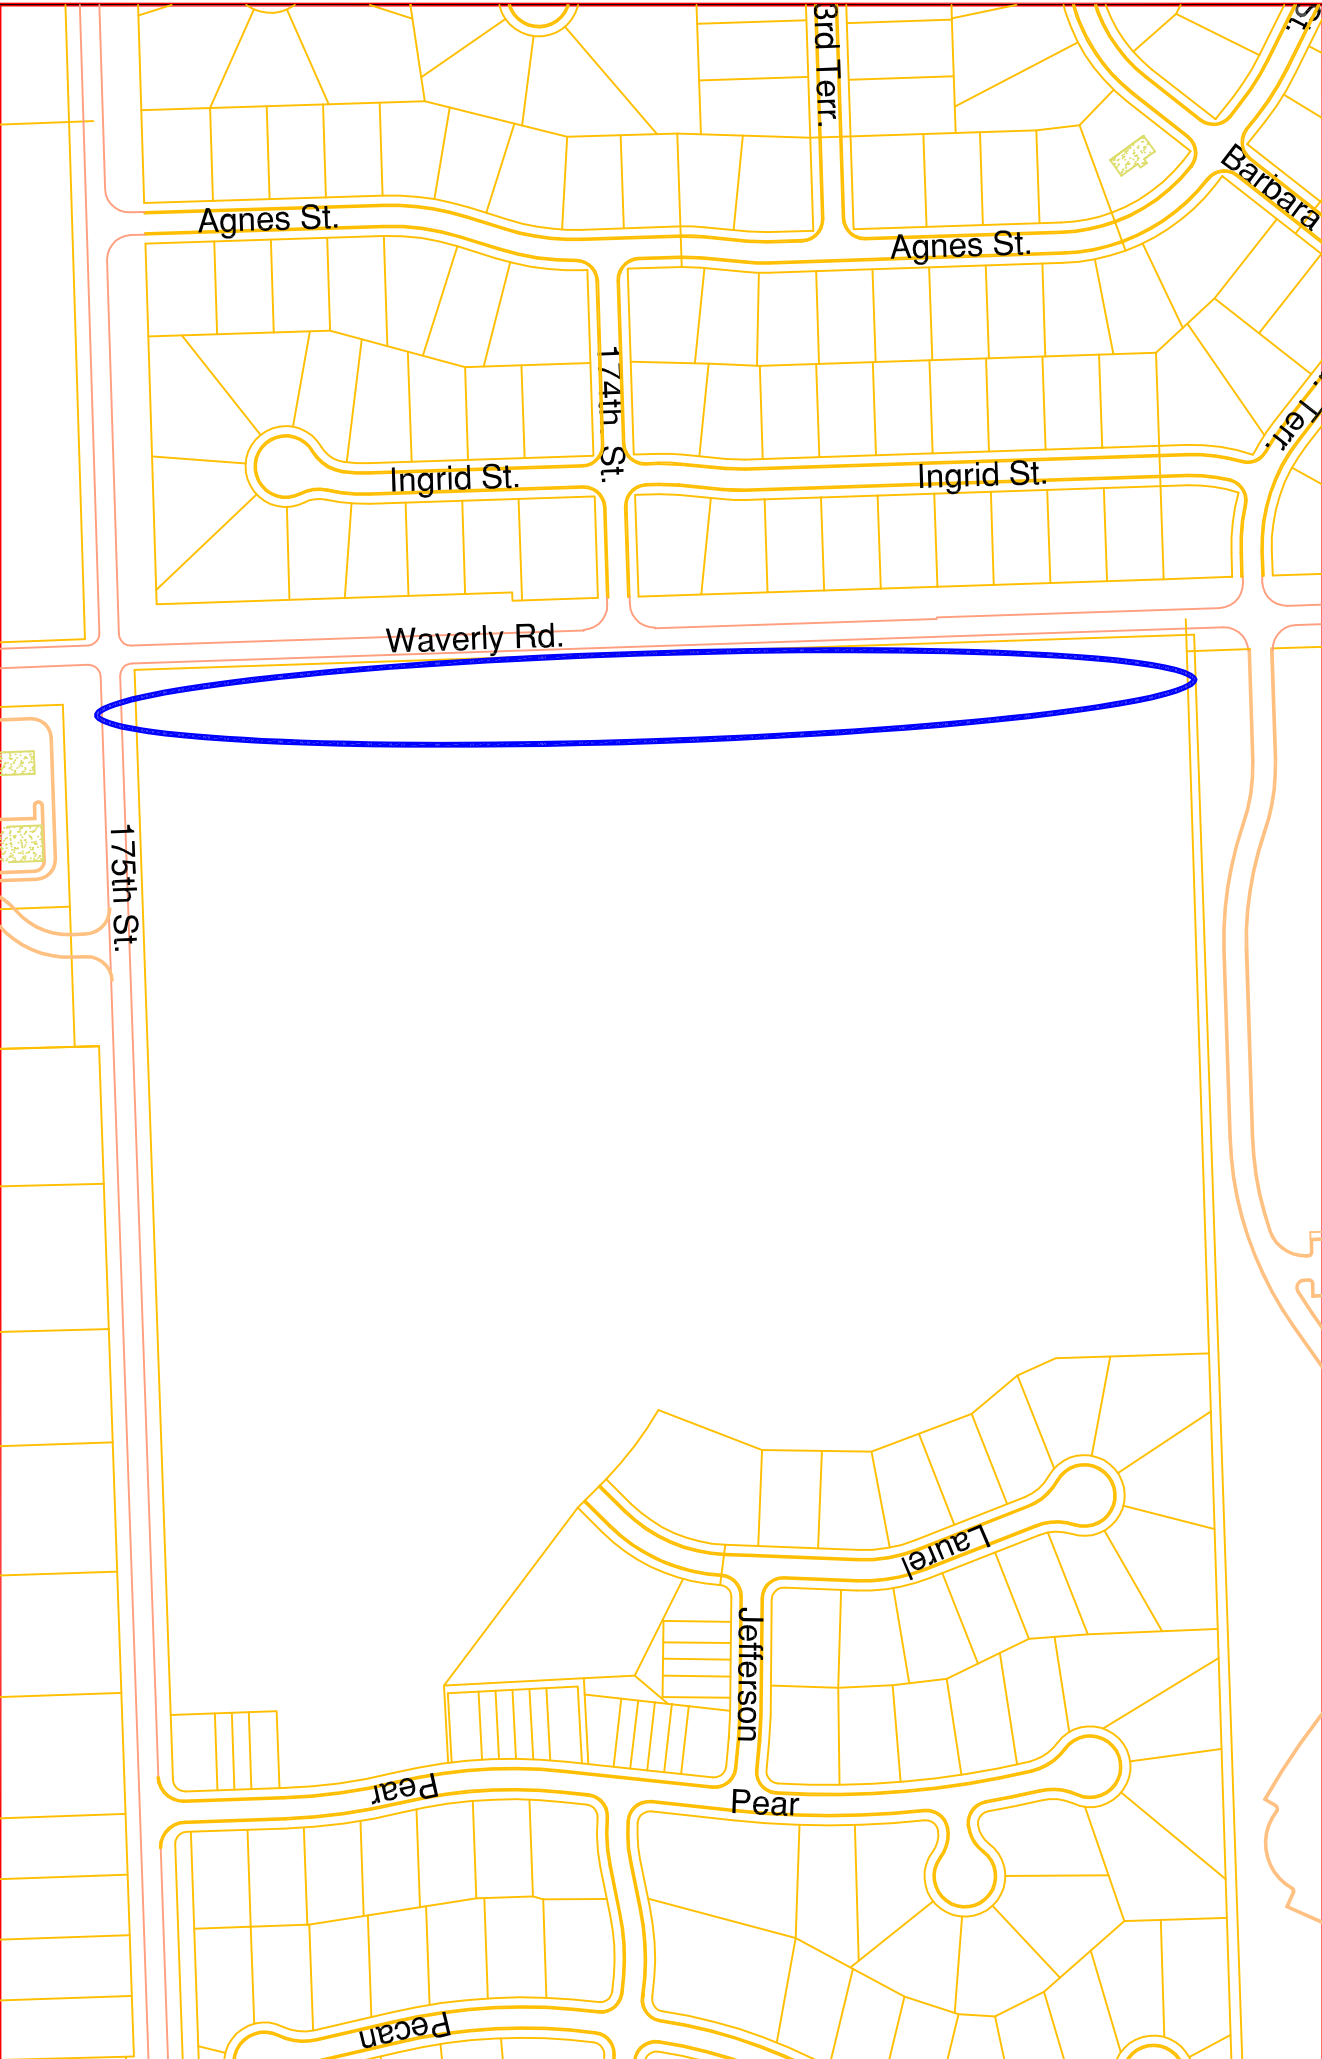 3rd Terr.
St.
Barbara
Agnes St.
Agnes St.
174th St.
Terr.
Ingrid St.
Ingrid St.
Waverly Rd.
175th St.
Laurel
Jefferson
Pear
Pear
Pecan